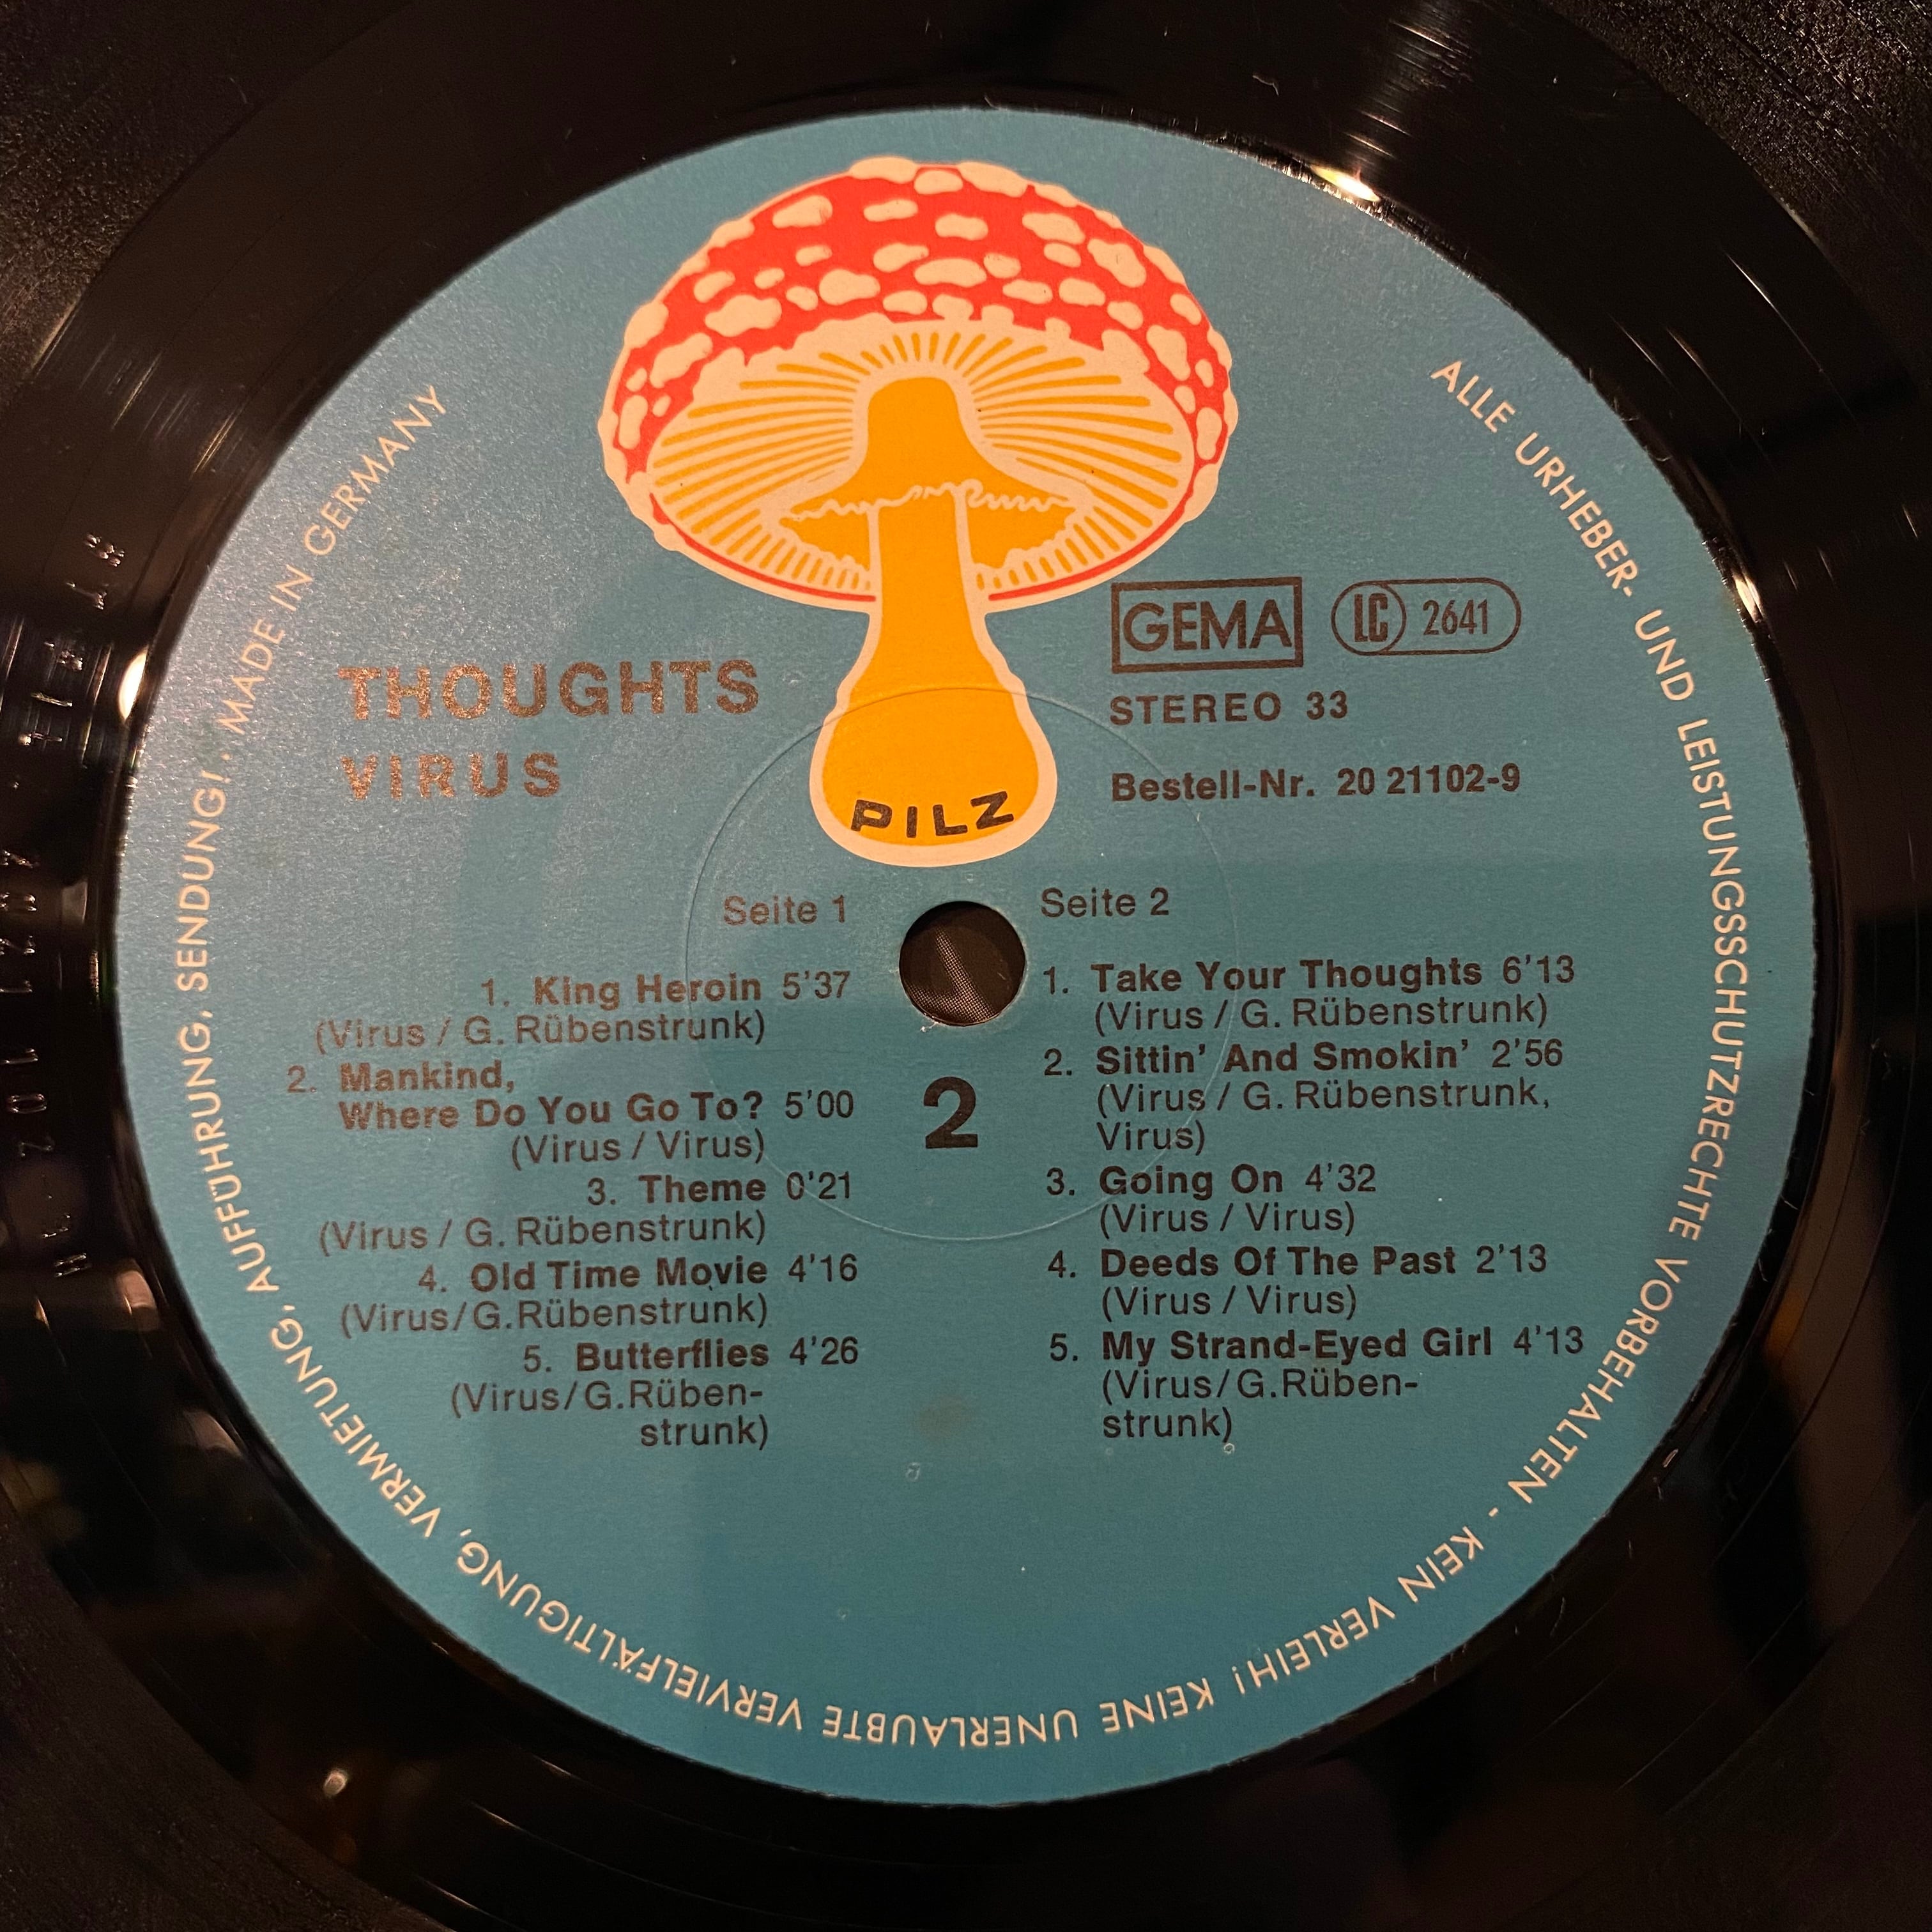 THOUGHTS
VIRUS
PILZ
GEMA
LC 2641
STEREO 33
Bestell-Nr. 20 21102-9
Seite 1
1. King Heroin 5'37
(Virus / G. Rübenstrunk)
2. Mankind,
Where Do You Go To? 5'00
(Virus / Virus)
3. Theme 0'21
(Virus / G. Rübenstrunk)
4. Old Time Movie 4'16
(Virus/G.Rübenstrunk)
5. Butterflies 4'26
(Virus/G.Rüben-
strunk)
2
Seite 2
1. Take Your Thoughts 6'13
(Virus / G. Rübenstrunk)
2. Sittin' And Smokin' 2'56
(Virus / G. Rübenstrunk,
Virus)
3. Going On 4'32
(Virus / Virus)
4. Deeds Of The Past 2'13
(Virus / Virus)
5. My Strand-Eyed Girl 4'13
(Virus/G.Rüben-
strunk)
ALLE URHEBER- UND LEISTUNGSSCHUTZRECHTE VORBEHALTEN - KEIN VERLEIH! KEINE UNERLAUBTE VERVIELFÄLTIGUNG, VERMIETUNG, AUFFÜHRUNG, SENDUNG! · MADE IN GERMANY